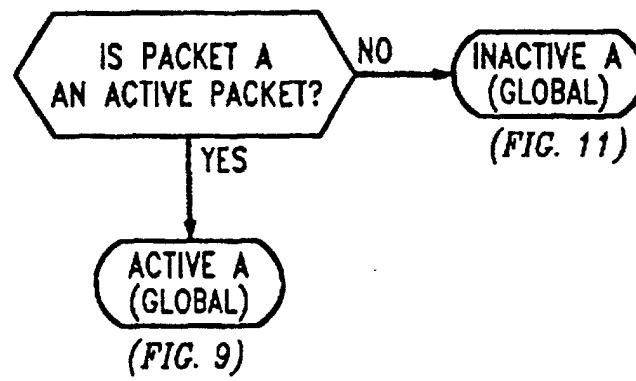 IS PACKET A
AN ACTIVE PACKET?
NO
INACTIVE A
(GLOBAL)
(FIG. 11)
YES
ACTIVE A
(GLOBAL)
(FIG. 9)